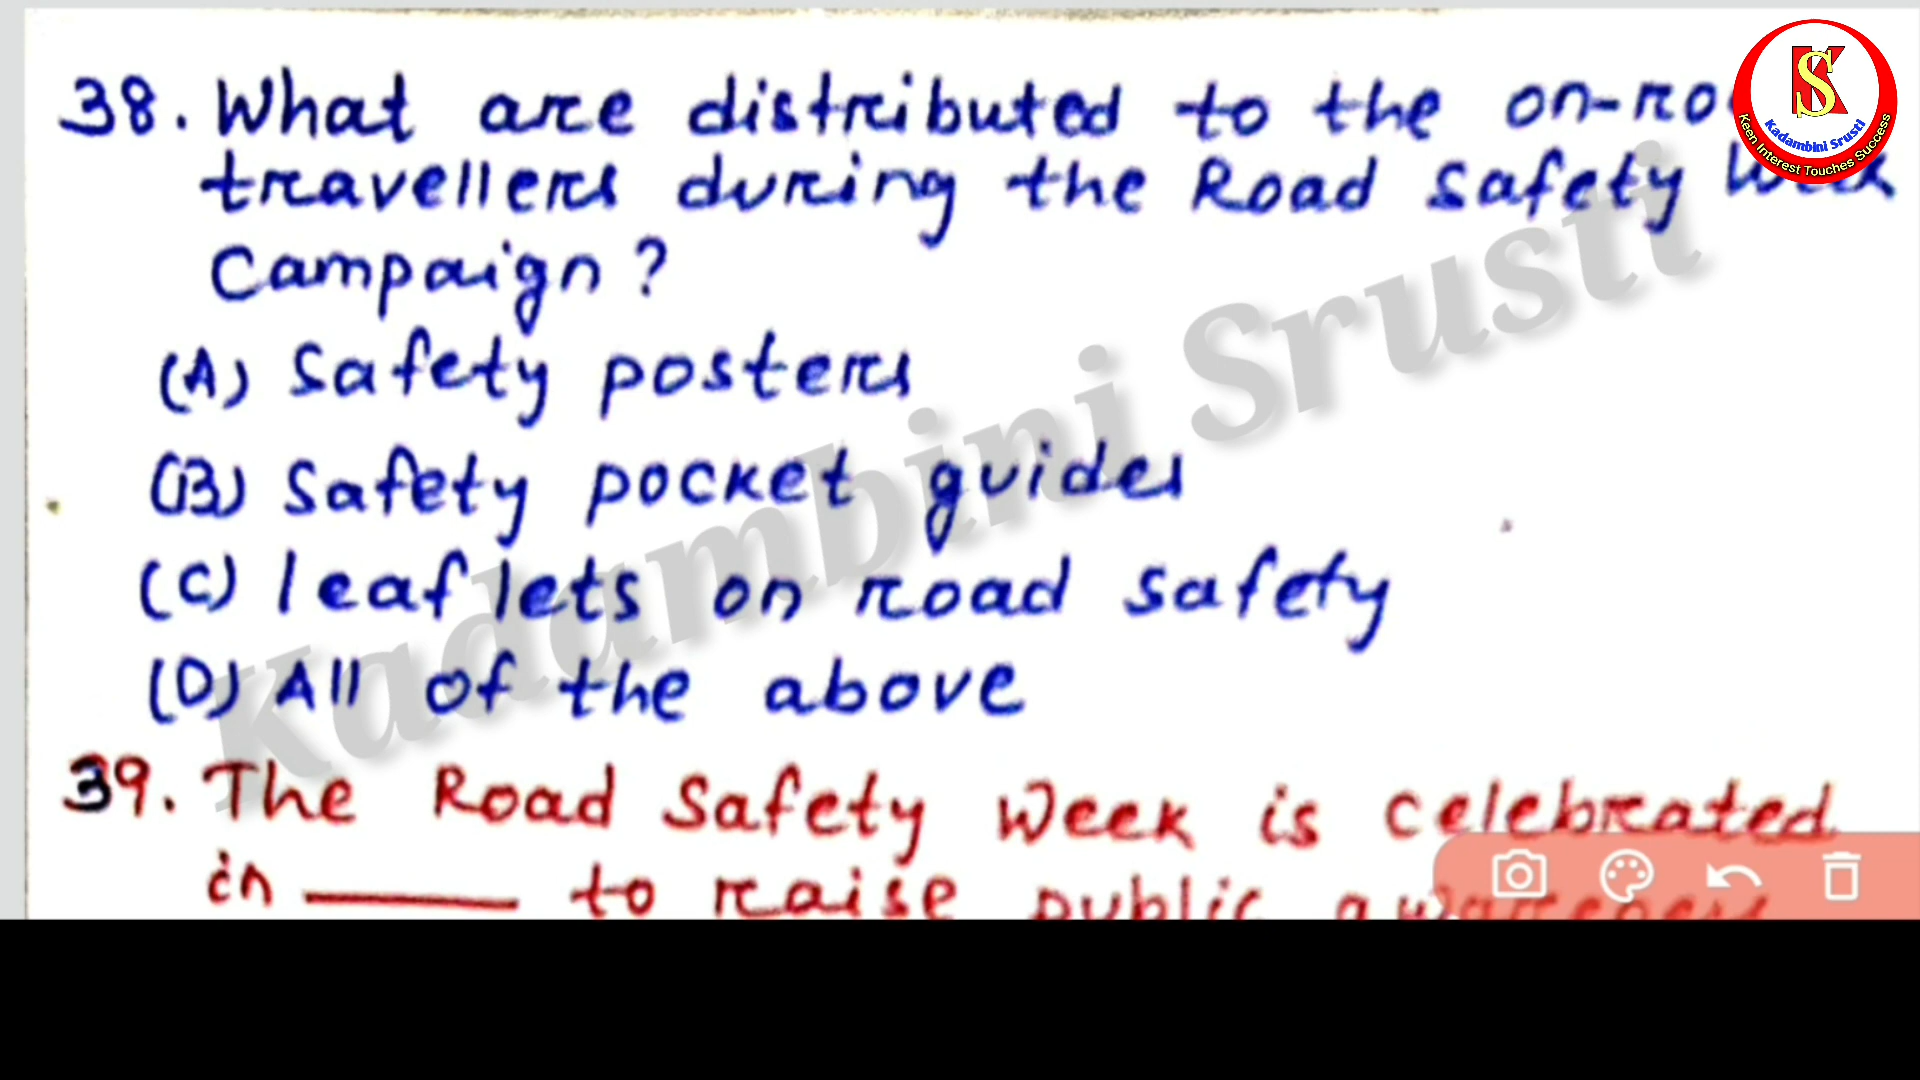 38. What are distributed to the on-
travellers during the Road Safety
Campaign?
(A) Safety posters
(B) Safety pocket guides
(C) leaflets on road safety
(D) All of the above
39. The Road Safety Week is celebrated
in ______ to raise public awareness
SK
Kadambini Srusti
Keen Interest Touches Success
Kadambini Srusti